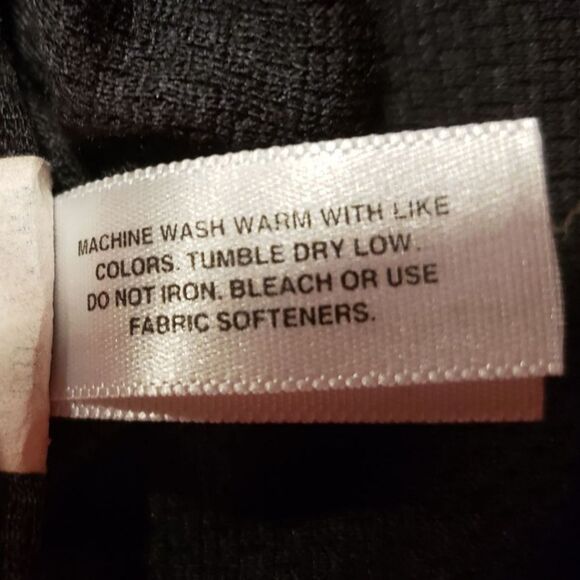 MACHINE WASH WARM WITH LIKE
COLORS. TUMBLE DRY LOW.
DO NOT IRON. BLEACH OR USE
FABRIC SOFTENERS.